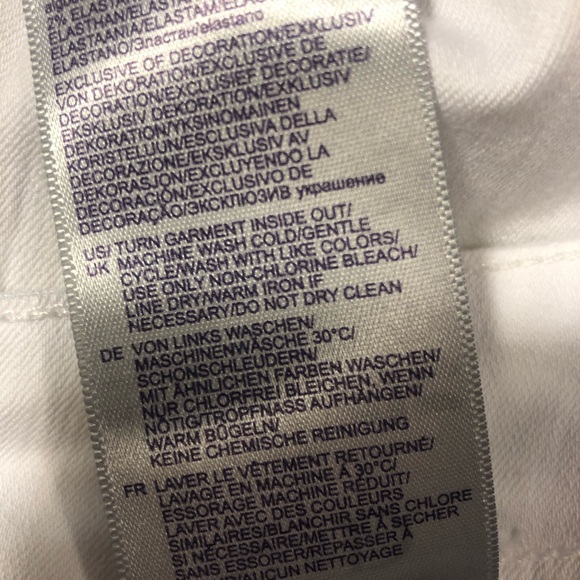 % ELASTAN
ELASTHAN/ELASTAM/ELASTAN
ELASTAANIA/ELASTAN/
ELASTANO/Эластан/elastano
EXCLUSIVE OF DECORATION/EXKLUSIV
VON DEKORATION/EXCLUSIVE DE
DECORATION/EXCLUSIEF DECORATIE/
EKSKLUSIV DEKORATION/EXKLUSIV
DEKORATION/YKSINOMAINEN
KORISTELUUN/ESCLUSIVA DELLA
DECORAZIONE/EKSKLUSIV AV
DEKORASJON/EXCLUYENDO LA
DECORACIÓN/EXCLUSIVO DE
DECORAÇÃO/ЭКСКЛЮЗИВ украшение
US/ TURN GARMENT INSIDE OUT/
UK MACHINE WASH COLD/GENTLE
CYCLE/WASH WITH LIKE COLORS/
USE ONLY NON-CHLORINE BLEACH/
LINE DRY/WARM IRON IF
NECESSARY/DO NOT DRY CLEAN
DE VON LINKS WASCHEN/
MASCHINENWÄSCHE 30°C/
SCHONSCHLEUDERN/
MIT ÄHNLICHEN FARBEN WASCHEN/
NUR CHLORFREI BLEICHEN, WENN
NÖTIG/TROPFNASS AUFHÄNGEN/
WARM BÜGELN/
KEINE CHEMISCHE REINIGUNG
FR LAVER LE VÊTEMENT RETOURNÉ/
LAVAGE EN MACHINE À 30°C/
ESSORAGE MACHINE RÉDUIT/
LAVER AVEC DES COULEURS
SIMILAIRES/BLANCHIR SANS CHLORE
SI NÉCESSAIRE/METTRE À SÉCHER
SANS ESSORER/REPASSER À
/AUCUN NETTOYAGE